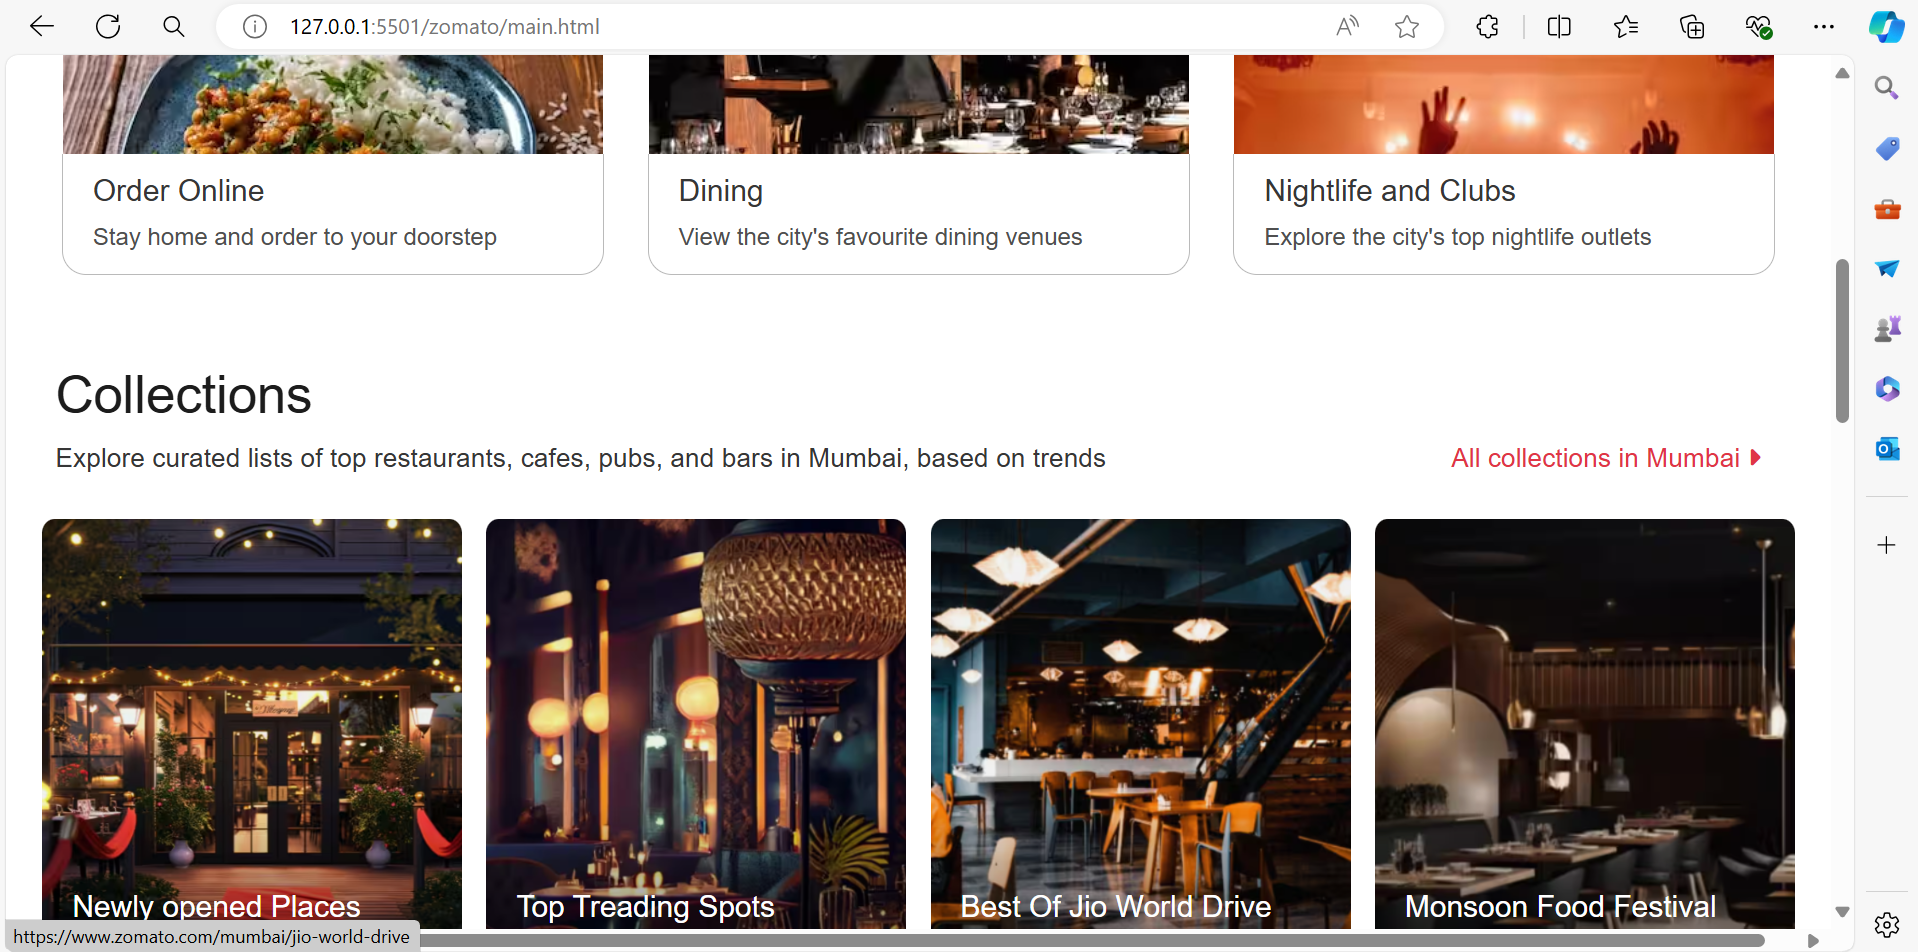 127.0.0.1:5501/zomato/main.html
Order Online
Stay home and order to your doorstep
Dining
View the city's favourite dining venues
Nightlife and Clubs
Explore the city's top nightlife outlets
Collections
Explore curated lists of top restaurants, cafes, pubs, and bars in Mumbai, based on trends
All collections in Mumbai
Newly opened Places
Top Treading Spots
Best Of Jio World Drive
Monsoon Food Festival
https://www.zomato.com/mumbai/jio-world-drive